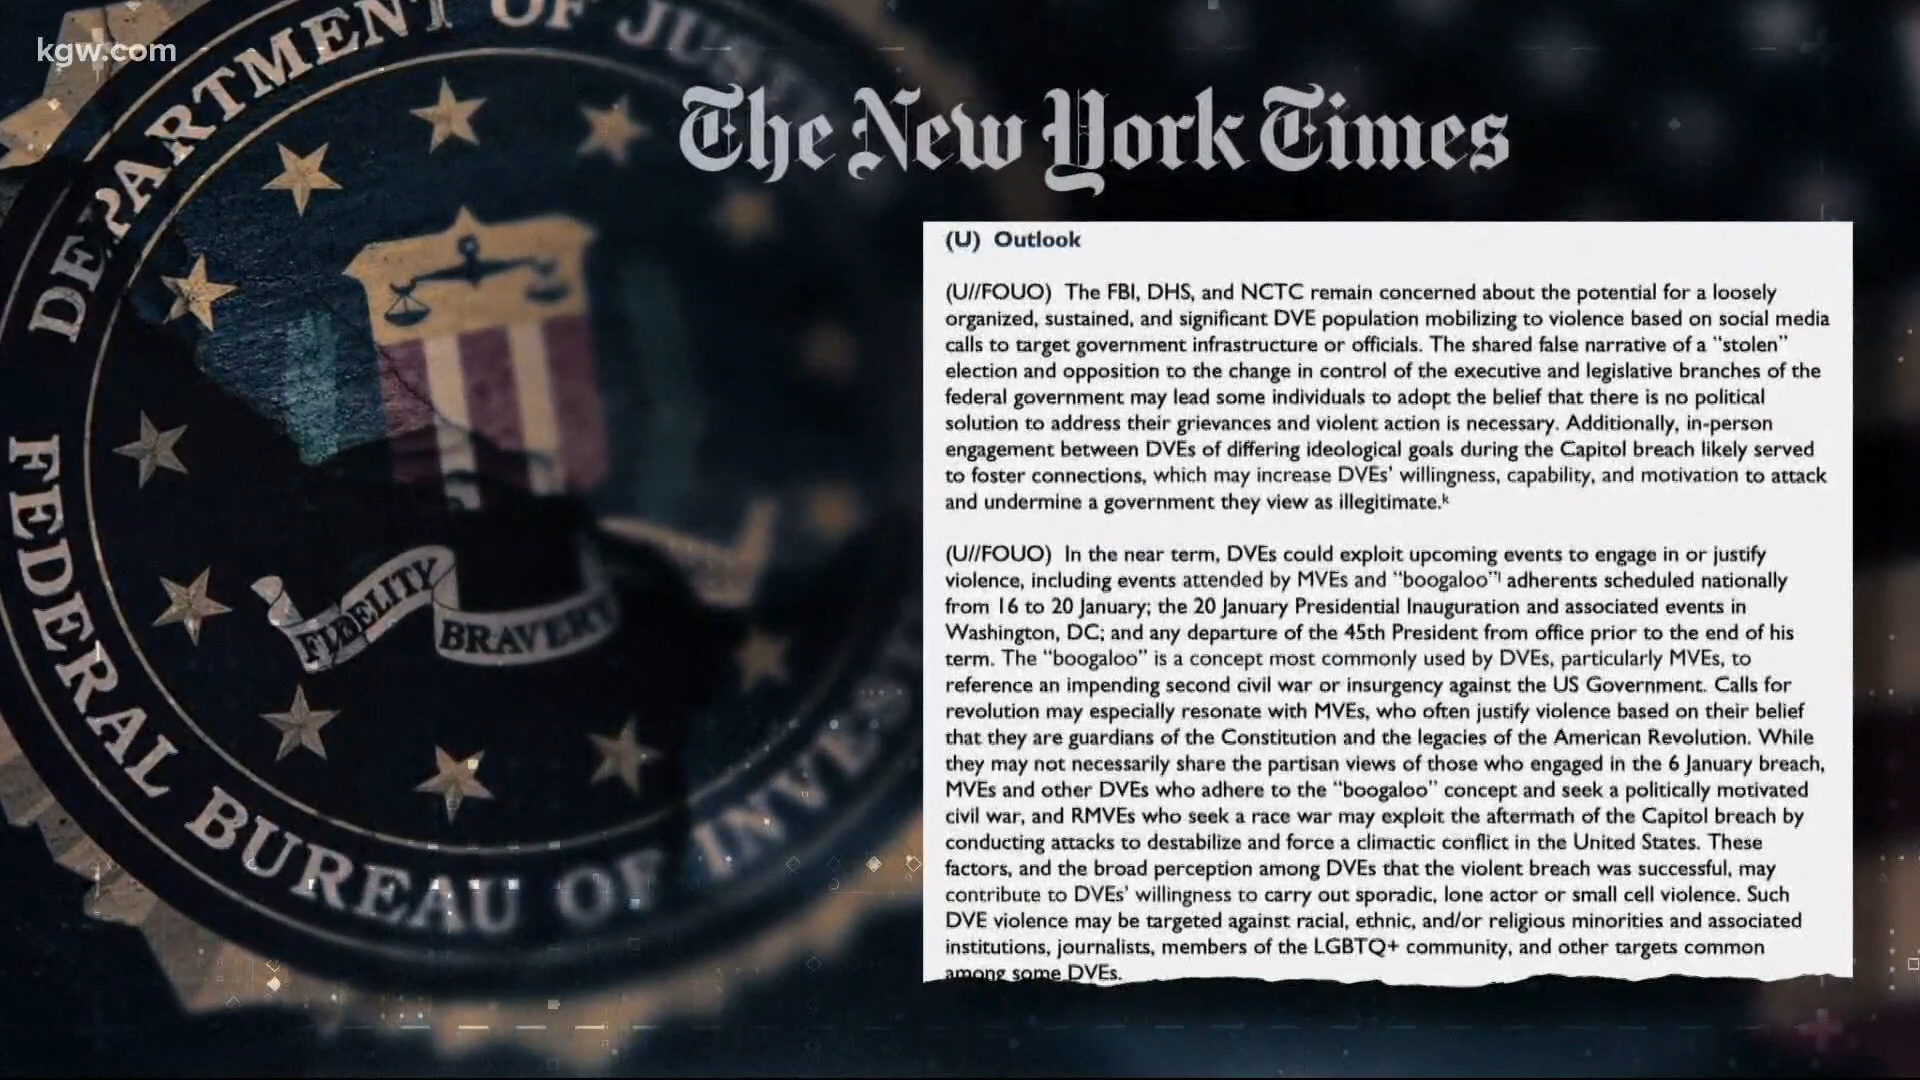 kgw.com
DEPARTMENT OF JUSTICE
FEDERAL BUREAU OF INVEST
FIDELITY
BRAVERY
The New York Times
(U) Outlook
(U//FOUO) The FBI, DHS, and NCTC remain concerned about the potential for a loosely
organized, sustained, and significant DVE population mobilizing to violence based on social media
calls to target government infrastructure or officials. The shared false narrative of a “stolen”
election and opposition to the change in control of the executive and legislative branches of the
federal government may lead some individuals to adopt the belief that there is no political
solution to address their grievances and violent action is necessary. Additionally, in-person
engagement between DVEs of differing ideological goals during the Capitol breach likely served
to foster connections, which may increase DVEs’ willingness, capability, and motivation to attack
and undermine a government they view as illegitimate.ᵏ
(U//FOUO) In the near term, DVEs could exploit upcoming events to engage in or justify
violence, including events attended by MVEs and “boogaloo”ˡ adherents scheduled nationally
from 16 to 20 January; the 20 January Presidential Inauguration and associated events in
Washington, DC; and any departure of the 45th President from office prior to the end of his
term. The “boogaloo” is a concept most commonly used by DVEs, particularly MVEs, to
reference an impending second civil war or insurgency against the US Government. Calls for
revolution may especially resonate with MVEs, who often justify violence based on their belief
that they are guardians of the Constitution and the legacies of the American Revolution. While
they may not necessarily share the partisan views of those who engaged in the 6 January breach,
MVEs and other DVEs who adhere to the “boogaloo” concept and seek a politically motivated
civil war, and RMVEs who seek a race war may exploit the aftermath of the Capitol breach by
conducting attacks to destabilize and force a climactic conflict in the United States. These
factors, and the broad perception among DVEs that the violent breach was successful, may
contribute to DVEs’ willingness to carry out sporadic, lone actor or small cell violence. Such
DVE violence may be targeted against racial, ethnic, and/or religious minorities and associated
institutions, journalists, members of the LGBTQ+ community, and other targets common
among some DVEs.